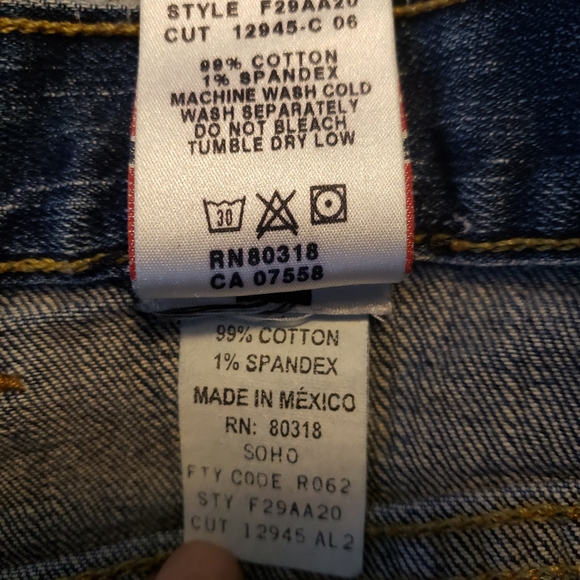 STYLE F29AA20
CUT 12945-C 06
99% COTTON
1% SPANDEX
MACHINE WASH COLD
WASH SEPARATELY
DO NOT BLEACH
TUMBLE DRY LOW
30
RN80318
CA 07558
99% COTTON
1% SPANDEX
MADE IN MÉXICO
RN: 80318
SOHO
FTY CODE R062
STY F29AA20
CUT 12945 AL2